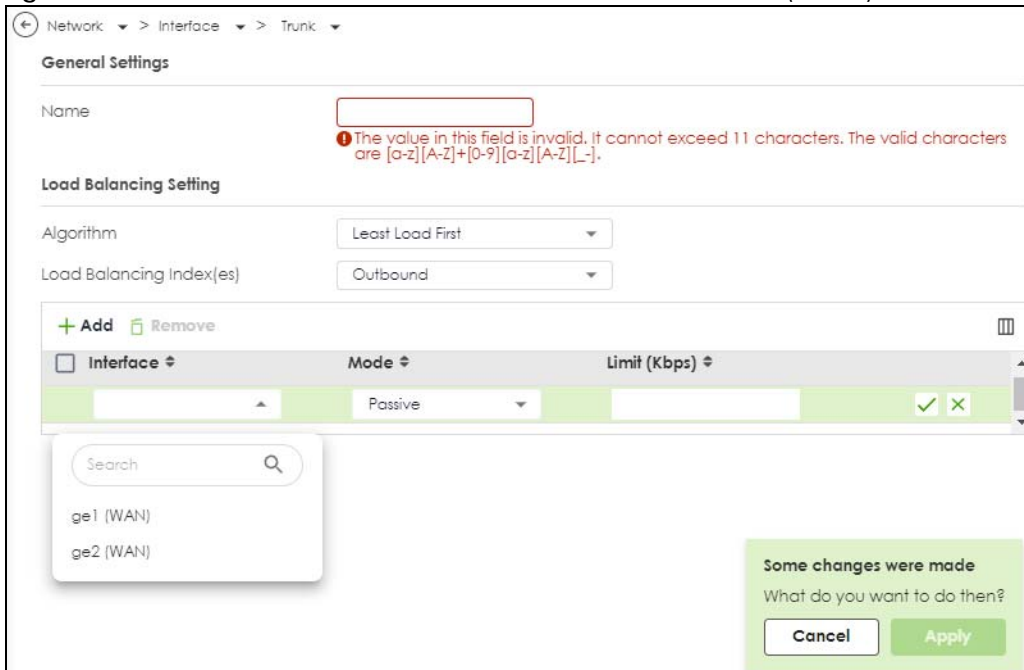 Network > Interface > Trunk
General Settings
Name
The value in this field is invalid. It cannot exceed 11 characters. The valid characters
are [a-z][A-Z]+[0-9][a-z][A-Z][_-].
Load Balancing Setting
Algorithm Least Load First
Load Balancing Index(es) Outbound
+ Add Remove
Interface Mode Limit (Kbps)
Passive
Search
ge1 (WAN)
ge2 (WAN)
Some changes were made
What do you want to do then?
Cancel Apply